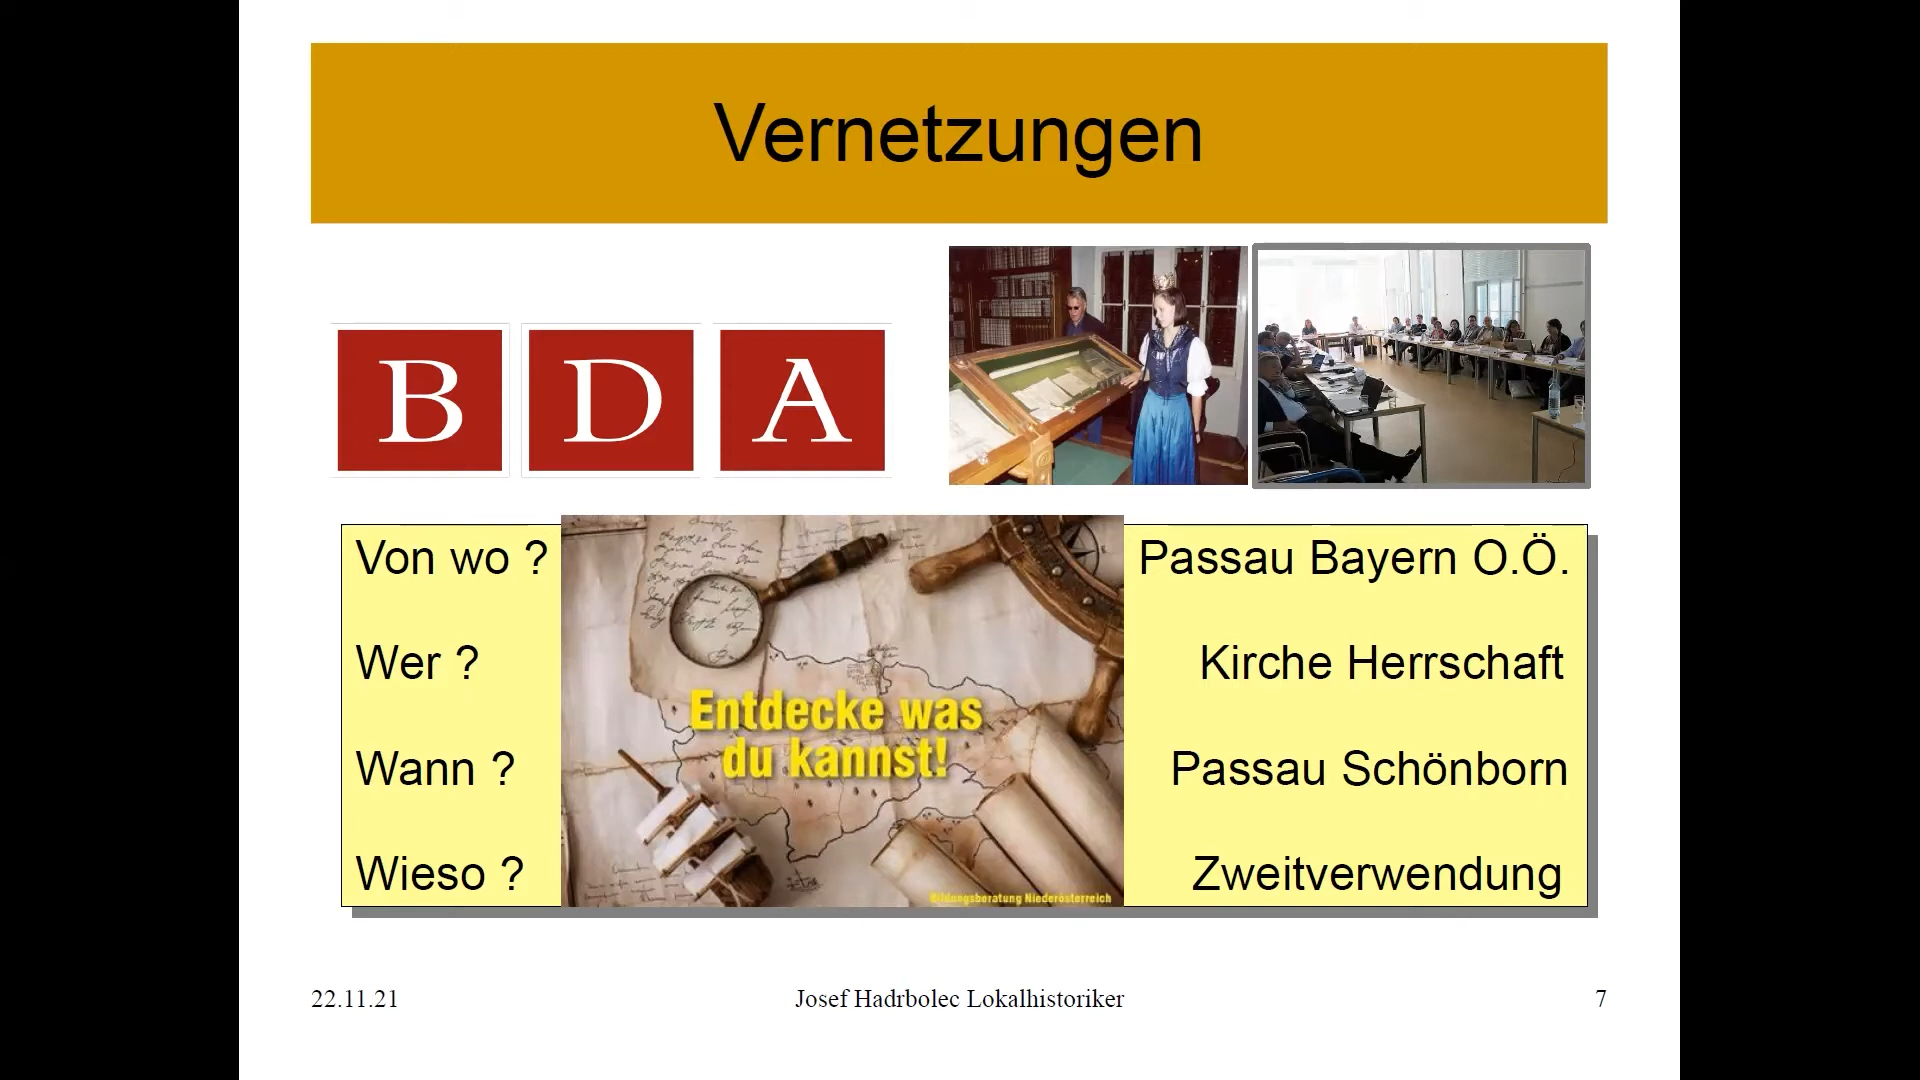 Vernetzungen
B D A
Von wo ?
Passau Bayern O.Ö.
Wer ?
Kirche Herrschaft
Entdecke was
du kannst!
Wann ?
Passau Schönborn
Wieso ?
Zweitverwendung
Bildungsberatung Niederösterreich
22.11.21
Josef Hadrbolec Lokalhistoriker
7